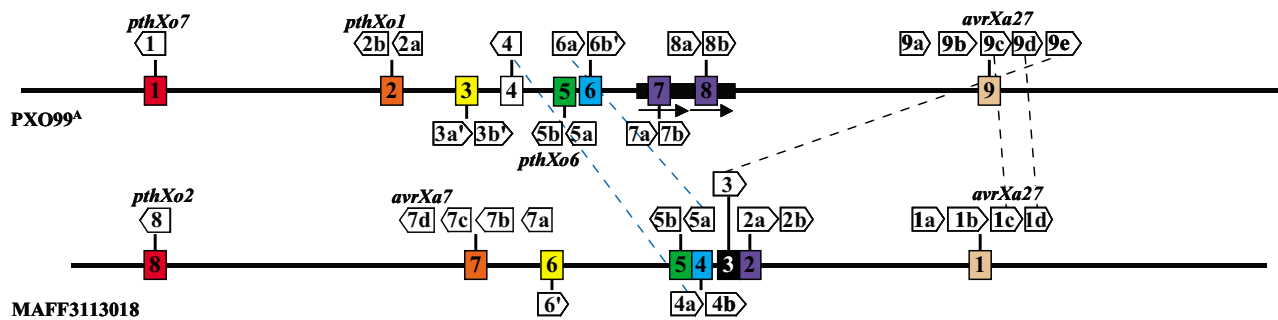 pthXo7 pthXo1 avrXa27
1 2b 2a 4 6a 6b' 8a 8b 9a 9b 9c 9d 9e
1 2 3 4 5 6 7 8 9
PXO99ᴬ 3a' 3b' 5b 5a 7a 7b
pthXo6
3
pthXo2 avrXa7 avrXa27
8 7d 7c 7b 7a 5b 5a 2a 2b 1a 1b 1c 1d
8 7 6 5 4 3 2 1
MAFF3113018 6' 4a 4b